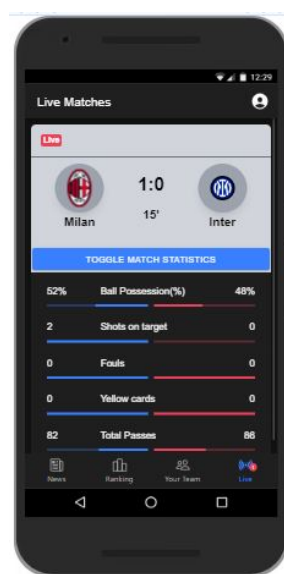 12:29
Live Matches
Live
1:0
Milan 15' Inter
TOGGLE MATCH STATISTICS
52% Ball Possession(%) 48%
2 Shots on target 0
0 Fouls 0
0 Yellow cards 0
82 Total Passes 86
News Ranking Your Team Live